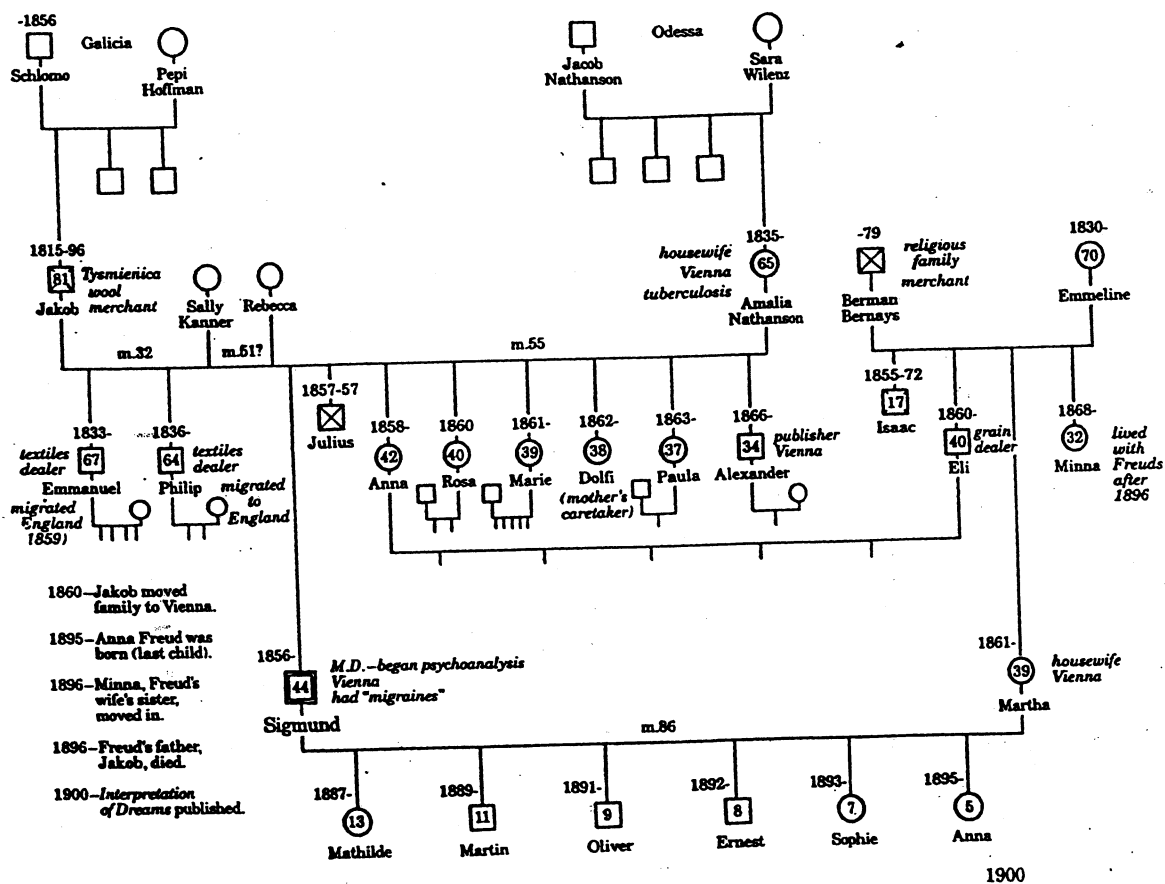 -1856
Galicia
Schlomo
Pepi
Hoffman
Odessa
Jacob
Nathanson
Sara
Wilenz
1815-96
81
Jakob
Tysmienica
wool
merchant
Sally
Kanner
Rebecca
housewife
Vienna
tuberculosis
1835-
65
Amalia
Nathanson
-79
Berman
Bernays
religious
family
merchant
1830-
70
Emmeline
m.32
m.51?
m.55
1833-
textiles
dealer
67
Emmanuel
migrated
England
1859)
1836-
64
textiles
dealer
Philip
migrated
to
England
1857-57
Julius
1858-
42
Anna
1860
40
Rosa
1861-
39
Marie
1862-
38
Dolfi
(mother's
caretaker)
1863-
37
Paula
1866-
34
Alexander
publisher
Vienna
1855-72
17
Isaac
1860-
40
grain
dealer
Eli
1868-
32
Minna
lived
with
Freuds
after
1896
1860–Jakob moved
family to Vienna.
1895–Anna Freud was
born (last child).
1896–Minna, Freud's
wife's sister,
moved in.
1896–Freud's father,
Jakob, died.
1900–Interpretation
of Dreams published.
1856-
44
Sigmund
M.D.–began psychoanalysis
Vienna
had "migraines"
1861-
39
Martha
housewife
Vienna
m.86
1887-
13
Mathilde
1889-
11
Martin
1891-
9
Oliver
1892-
8
Ernest
1893-
7
Sophie
1895-
5
Anna
1900